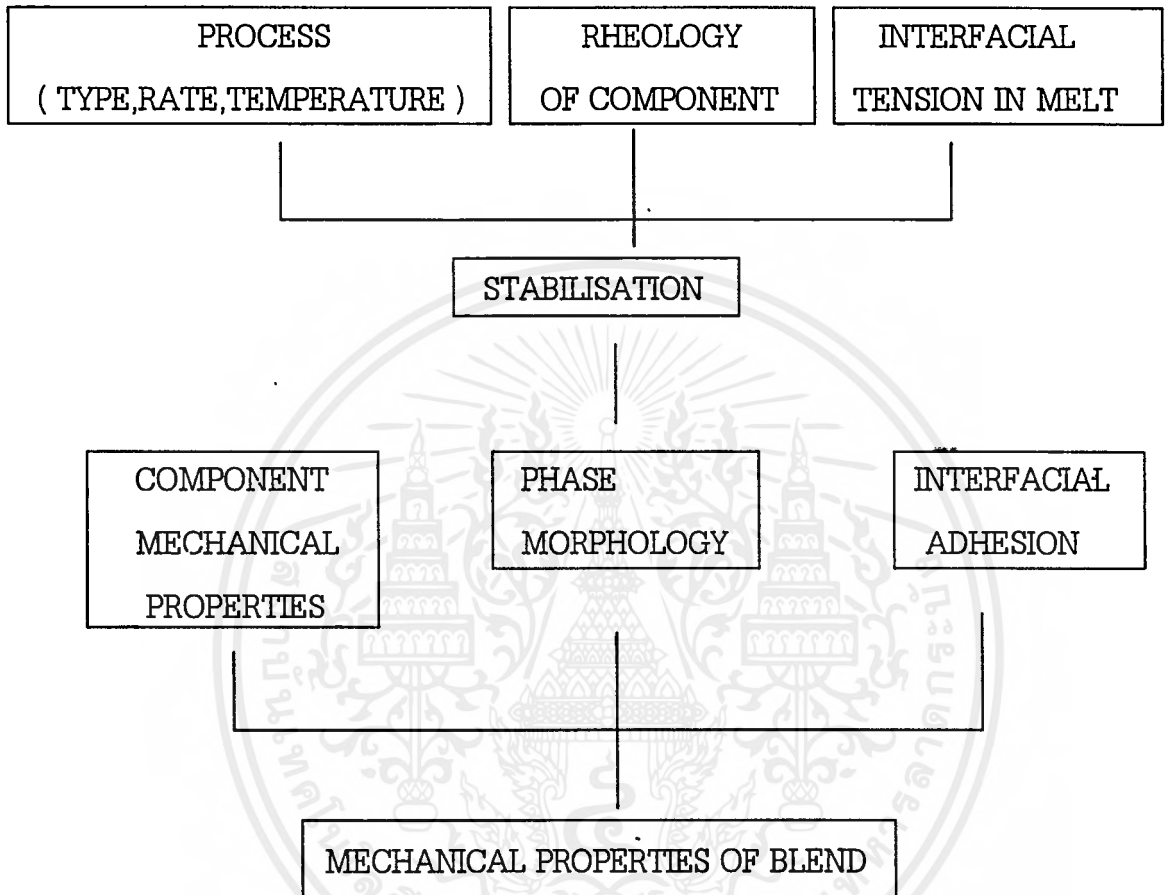 PROCESS
( TYPE,RATE,TEMPERATURE )
RHEOLOGY
OF COMPONENT
INTERFACIAL
TENSION IN MELT
STABILISATION
COMPONENT
MECHANICAL
PROPERTIES
PHASE
MORPHOLOGY
INTERFACIAL
ADHESION
MECHANICAL PROPERTIES OF BLEND